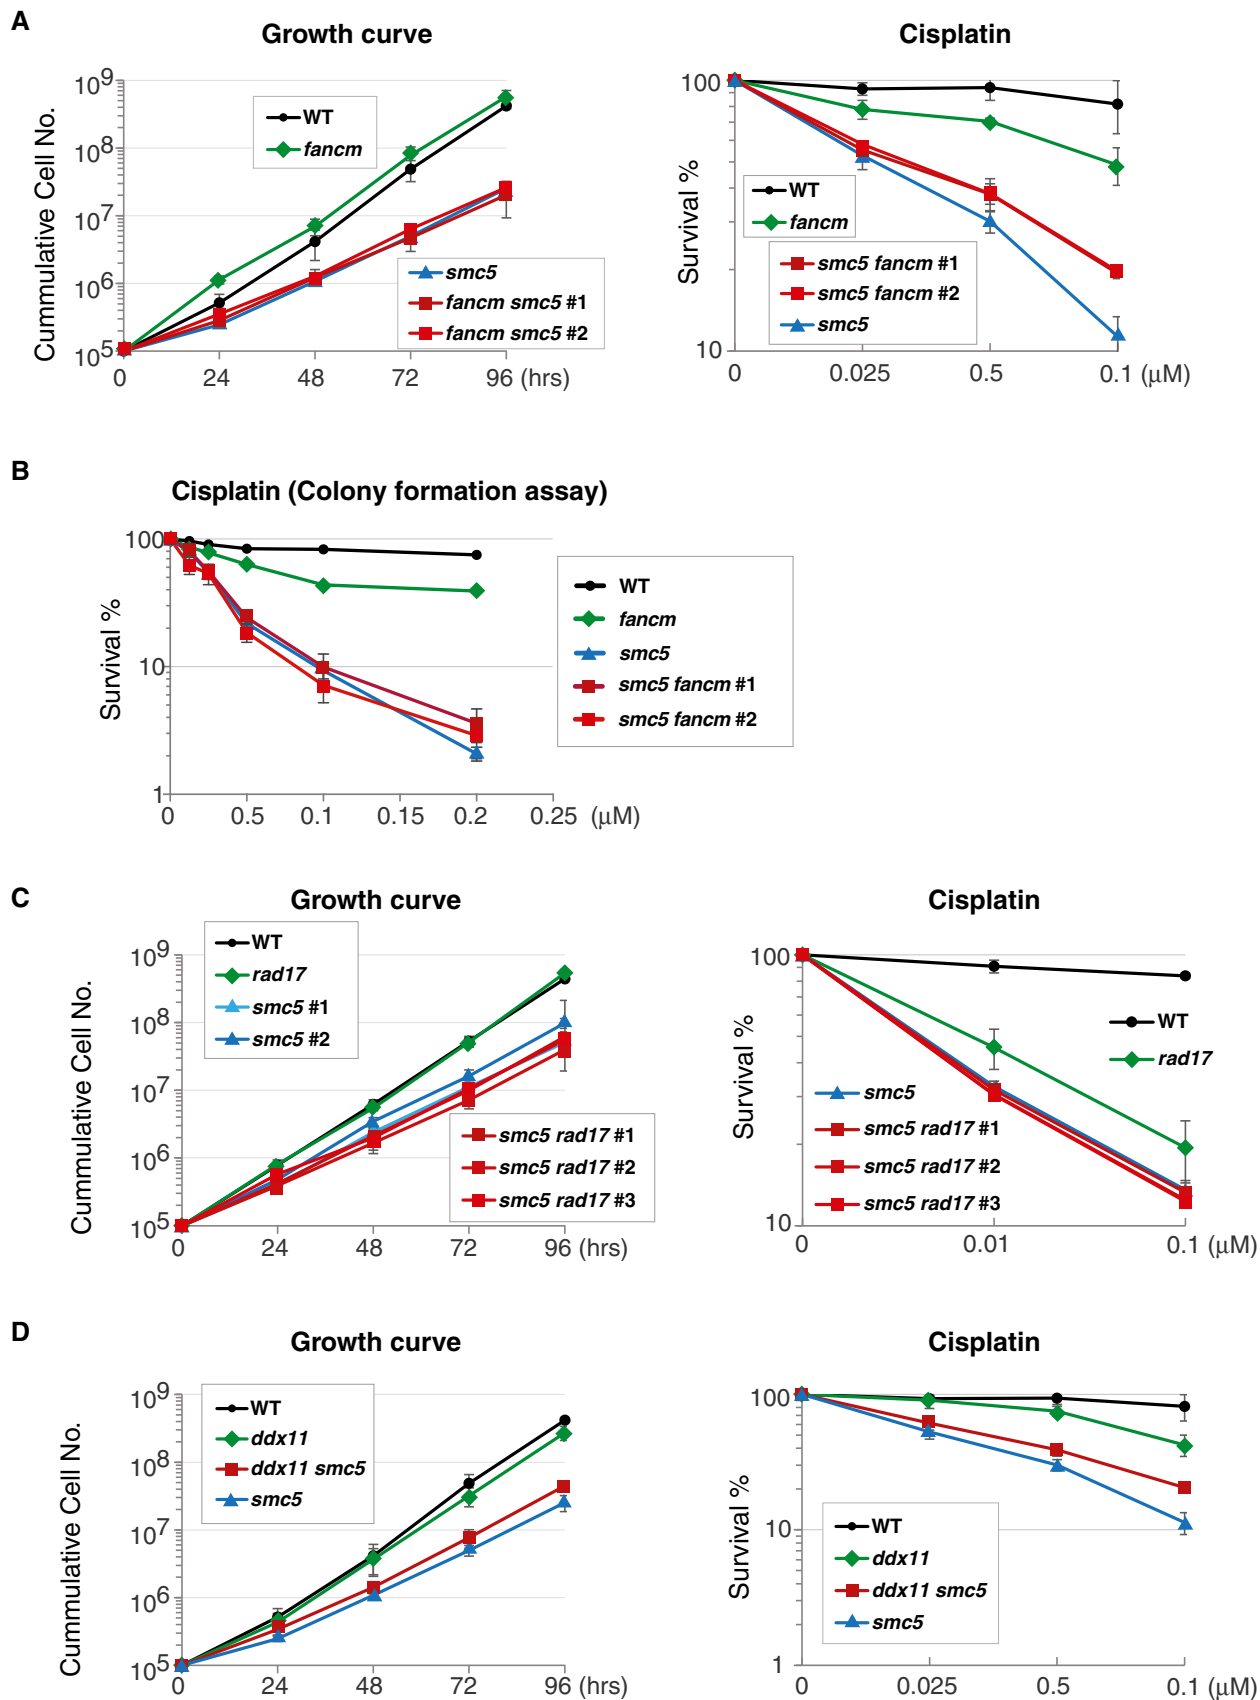 A
Growth curve
Cummulative Cell No.
10^9
10^8
10^7
10^6
10^5
0 24 48 72 96 (hrs)
WT
fancm
smc5
fancm smc5 #1
fancm smc5 #2
Cisplatin
Survival %
100
10
0 0.025 0.5 0.1 (μM)
WT
fancm
smc5 fancm #1
smc5 fancm #2
smc5
B
Cisplatin (Colony formation assay)
Survival %
100
10
1
0 0.5 0.1 0.15 0.2 0.25 (μM)
WT
fancm
smc5
smc5 fancm #1
smc5 fancm #2
C
Growth curve
Cummulative Cell No.
10^9
10^8
10^7
10^6
10^5
0 24 48 72 96 (hrs)
WT
rad17
smc5 #1
smc5 #2
smc5 rad17 #1
smc5 rad17 #2
smc5 rad17 #3
Cisplatin
Survival %
100
10
0 0.01 0.1 (μM)
WT
rad17
smc5
smc5 rad17 #1
smc5 rad17 #2
smc5 rad17 #3
D
Growth curve
Cummulative Cell No.
10^9
10^8
10^7
10^6
10^5
0 24 48 72 96 (hrs)
WT
ddx11
ddx11 smc5
smc5
Cisplatin
Survival %
100
10
1
0 0.025 0.5 0.1 (μM)
WT
ddx11
ddx11 smc5
smc5